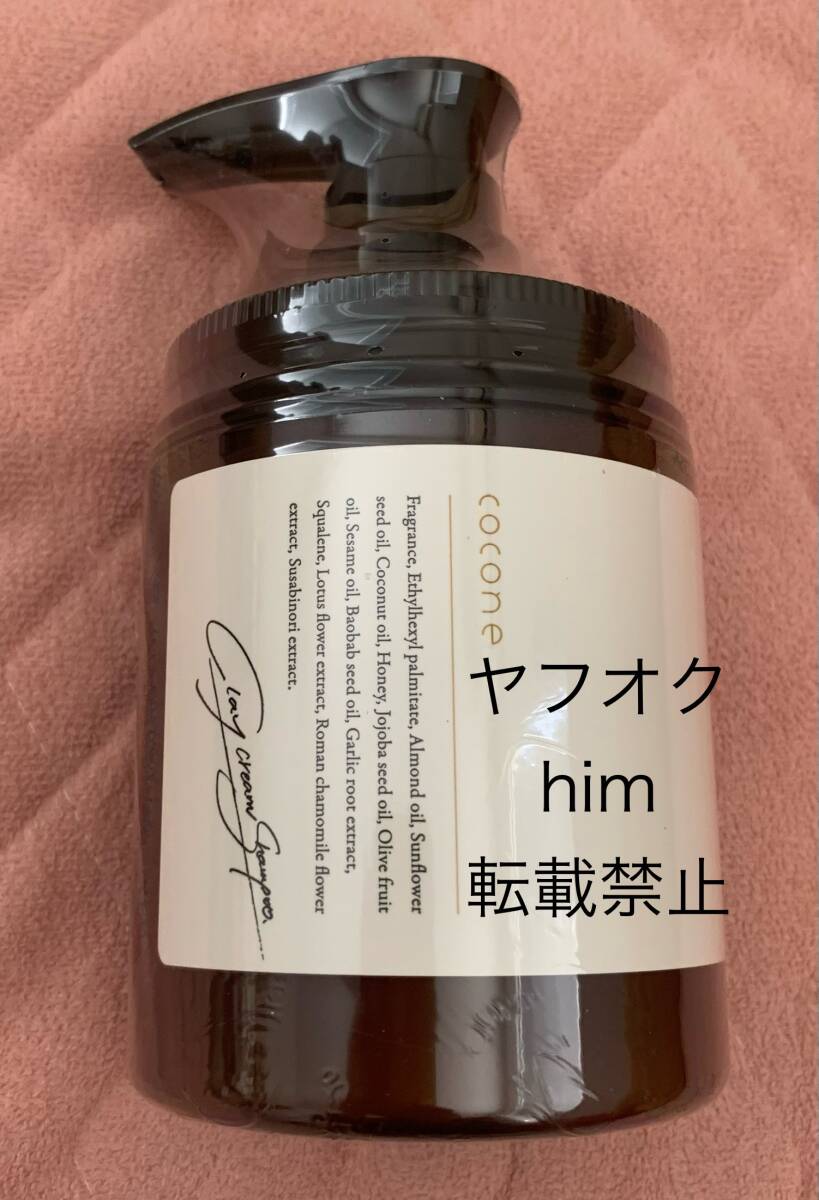 cocone
Fragrance, Ethylhexyl palmitate, Almond oil, Sunflower
seed oil, Coconut oil, Honey, Jojoba seed oil, Olive fruit
oil, Sesame oil, Baobab seed oil, Garlic root extract,
Squalene, Lotus flower extract, Roman chamomile flower
extract, Susabinori extract.
Clay cream Shampoo
ヤフオク
him
転載禁止